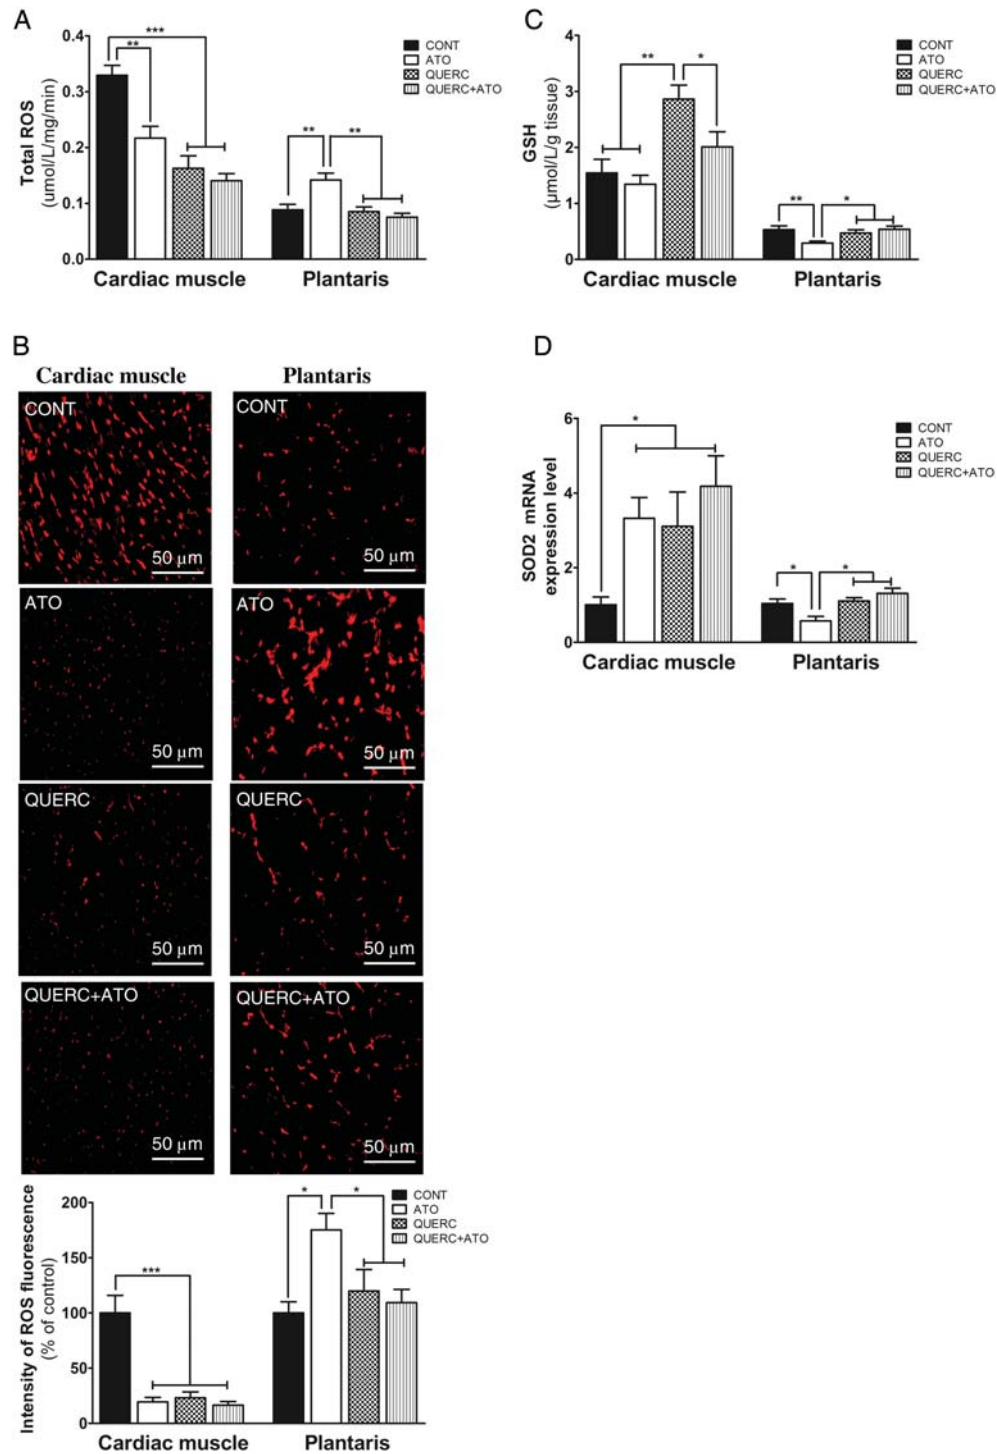 A
Total ROS
(umol/L/mg/min)
0.4
0.3
0.2
0.1
0.0
***
**
**
**
CONT
ATO
QUERC
QUERC+ATO
Cardiac muscle
Plantaris
C
GSH
(μmol/L/g tissue)
4
3
2
1
0
**
*
**
*
CONT
ATO
QUERC
QUERC+ATO
Cardiac muscle
Plantaris
B
Cardiac muscle
Plantaris
CONT
50 μm
CONT
50 μm
ATO
50 μm
ATO
50 μm
QUERC
50 μm
QUERC
50 μm
QUERC+ATO
50 μm
QUERC+ATO
50 μm
Intensity of ROS fluorescence
(% of control)
200
150
100
50
0
***
*
*
CONT
ATO
QUERC
QUERC+ATO
Cardiac muscle
Plantaris
D
SOD2 mRNA
expression level
6
4
2
0
*
*
*
CONT
ATO
QUERC
QUERC+ATO
Cardiac muscle
Plantaris